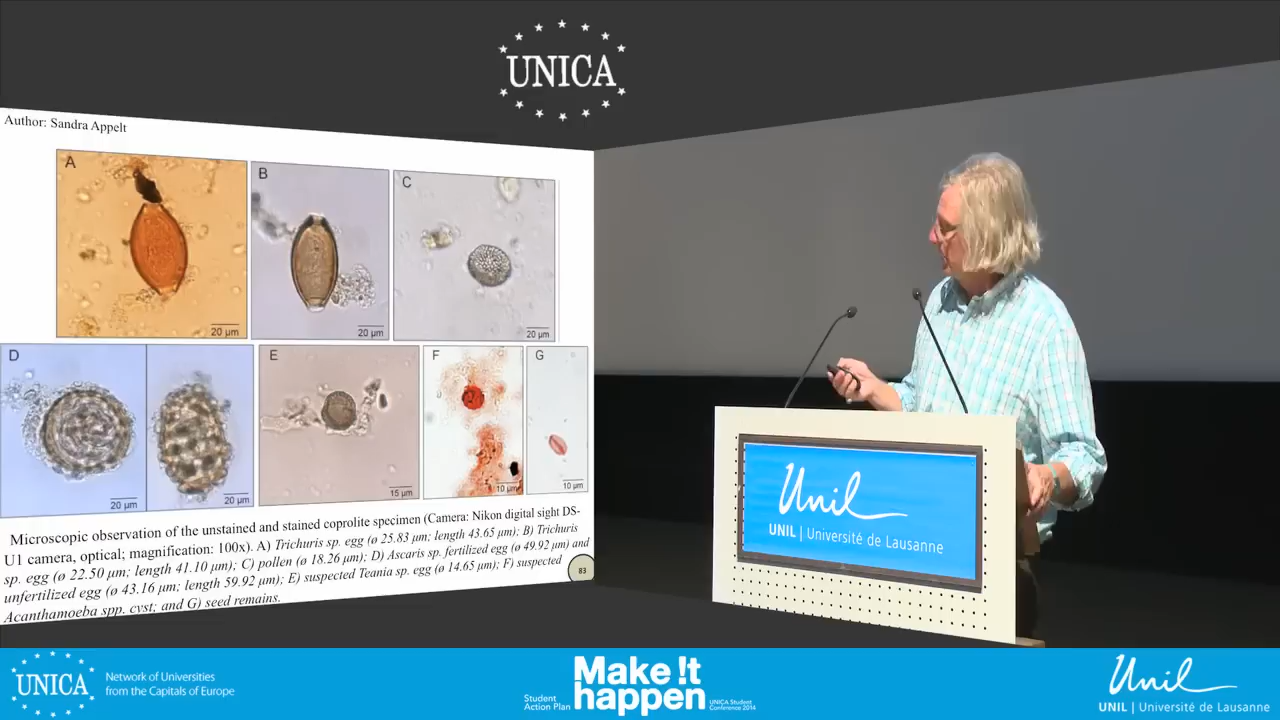 UNICA
Author: Sandra Appelt
A
B
C
20 µm
20 µm
20 µm
D
E
F
G
20 µm
20 µm
15 µm
10 µm
10 µm
Microscopic observation of the unstained and stained coprolite specimen (Camera: Nikon digital sight DS-
U1 camera, optical; magnification: 100x). A) Trichuris sp. egg (ø 25.83 µm; length 43.65 µm); B) Trichuris
sp. egg (ø 22.50 µm; length 41.10 µm); C) pollen (ø 18.26 µm); D) Ascaris sp. fertilized egg (ø 49.92 µm) and
unfertilized egg (ø 43.16 µm; length 59.92 µm); E) suspected Teania sp. egg (ø 14.65 µm); F) suspected
Acanthamoeba spp. cyst; and G) seed remains.
83
Unil
UNIL | Université de Lausanne
UNICA
Network of Universities
from the Capitals of Europe
Student
Action Plan
Make !t
happen
UNICA Student
Conference 2014
Unil
UNIL | Université de Lausanne